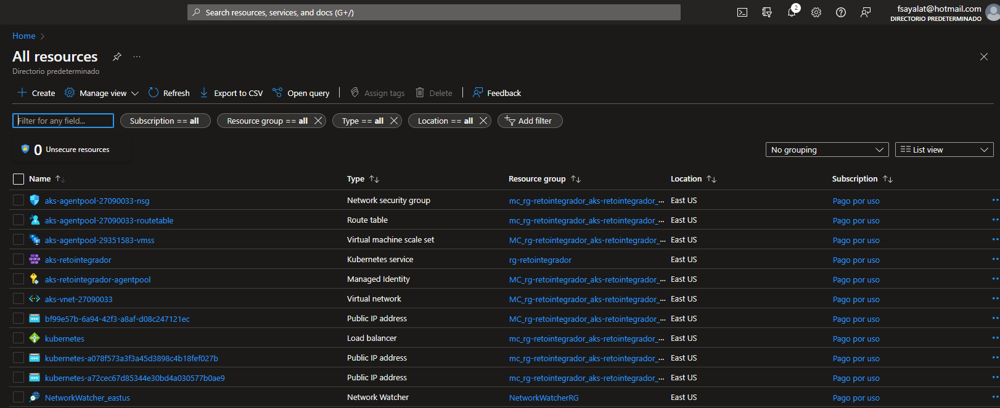 Search resources, services, and docs (G+/)
2
fsayalat@hotmail.com
DIRECTORIO PREDETERMINADO
Home >
All resources ...
Directorio predeterminado
+ Create Manage view Refresh Export to CSV Open query Assign tags Delete Feedback
Filter for any field... Subscription == all Resource group == all Type == all Location == all Add filter
0 Unsecure resources No grouping List view
Name Type Resource group Location Subscription
aks-agentpool-27090033-nsg Network security group mc_rg-retointegrador_aks-retointegrador_... East US Pago por uso
aks-agentpool-27090033-routetable Route table mc_rg-retointegrador_aks-retointegrador_... East US Pago por uso
aks-agentpool-29351583-vmss Virtual machine scale set MC_rg-retointegrador_aks-retointegrador_... East US Pago por uso
aks-retointegrador Kubernetes service rg-retointegrador East US Pago por uso
aks-retointegrador-agentpool Managed Identity MC_rg-retointegrador_aks-retointegrador_... East US Pago por uso
aks-vnet-27090033 Virtual network MC_rg-retointegrador_aks-retointegrador_... East US Pago por uso
bf99e57b-6a94-42f3-a8af-d08c247121ec Public IP address MC_rg-retointegrador_aks-retointegrador_... East US Pago por uso
kubernetes Load balancer mc_rg-retointegrador_aks-retointegrador_... East US Pago por uso
kubernetes-a078f573a3f3a45d3898c4b18fef027b Public IP address mc_rg-retointegrador_aks-retointegrador_... East US Pago por uso
kubernetes-a72cec67d85344e30bd4a030577b0ae9 Public IP address mc_rg-retointegrador_aks-retointegrador_... East US Pago por uso
NetworkWatcher_eastus Network Watcher NetworkWatcherRG East US Pago por uso